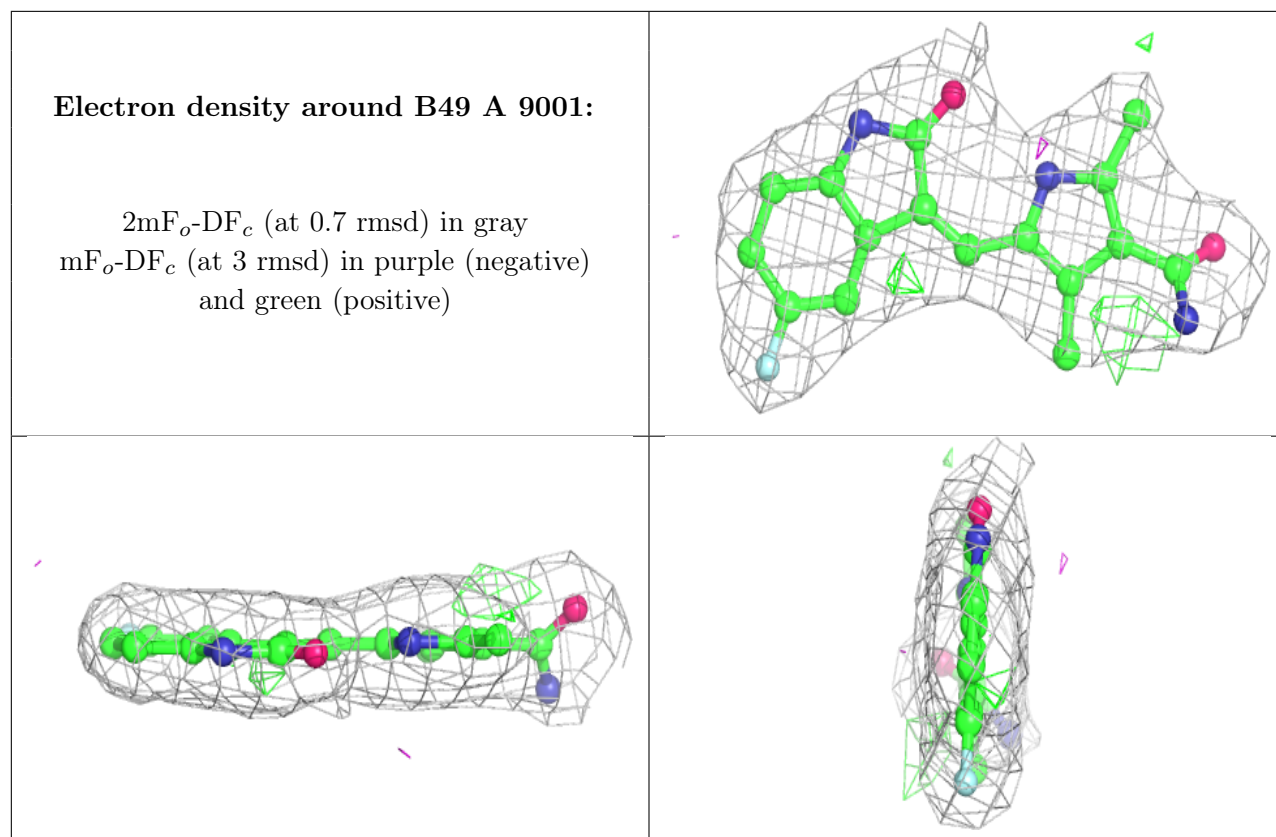 Electron density around B49 A 9001:
2mFo-DFc (at 0.7 rmsd) in gray
mFo-DFc (at 3 rmsd) in purple (negative)
and green (positive)